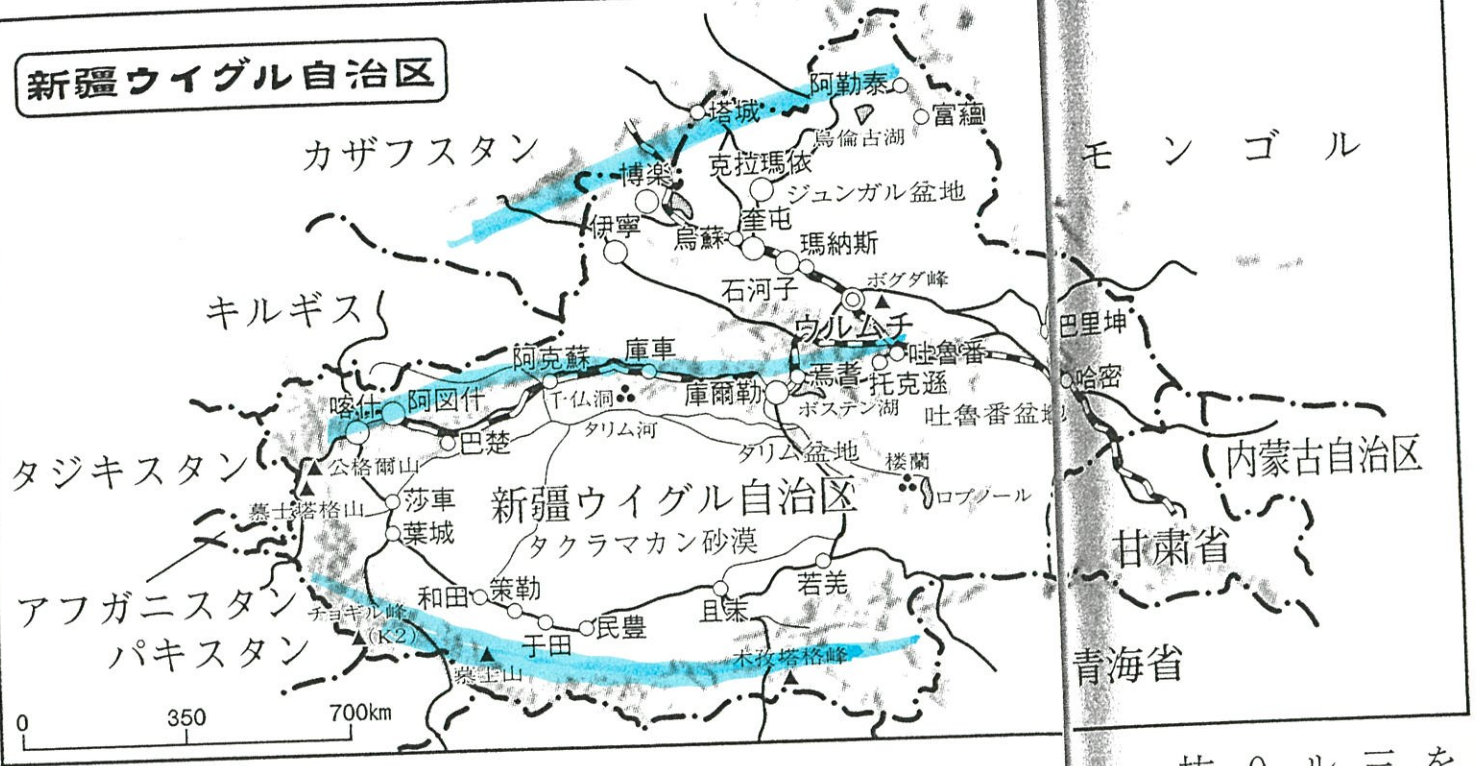 新疆ウイグル自治区
阿勒泰
塔城
富蘊
烏倫古湖
カザフスタン
モンゴル
克拉瑪依
博楽
ジュンガル盆地
奎屯
伊寧
烏蘇
瑪納斯
石河子
ボグダ峰
キルギス
ウルムチ
巴里坤
吐魯番
阿克蘇
庫車
焉耆
托克遜
哈密
庫爾勒
喀什
阿図什
千仏洞
ボステン湖
吐魯番盆地
タリム河
巴楚
タリム盆地
楼蘭
内蒙古自治区
タジキスタン
公格爾山
慕士塔格山
莎車
新疆ウイグル自治区
ロプノール
葉城
タクラマカン砂漠
甘粛省
若羌
アフガニスタン
和田
策勒
且末
チョギル峰
(K2)
民豊
于田
パキスタン
慕士山
木孜塔格峰
青海省
0 350 700km